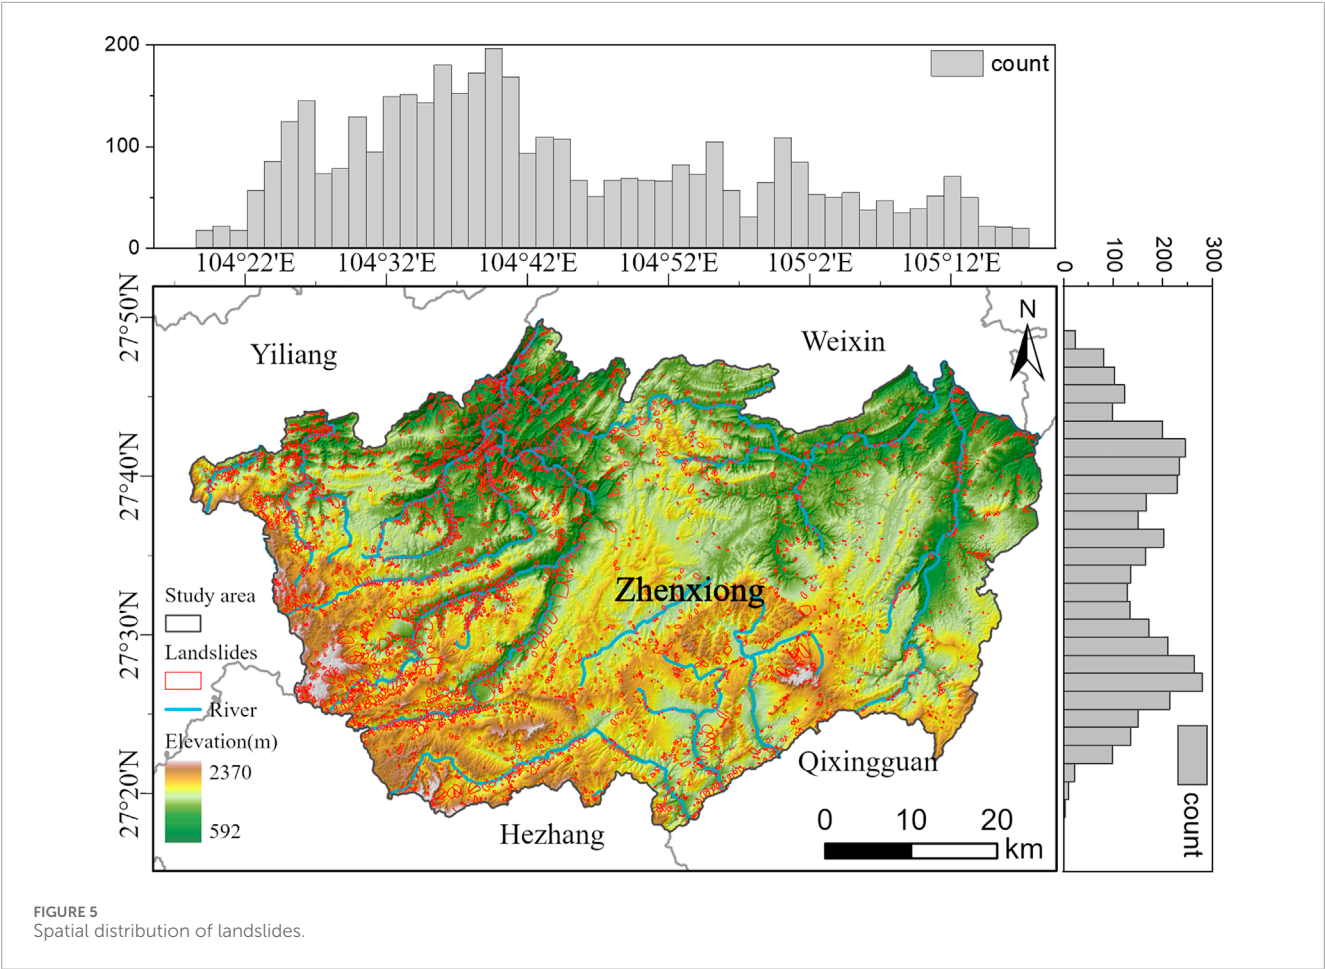 200
count
100
0
104°22'E
104°32'E
104°42'E
104°52'E
105°2'E
105°12'E
0
100
200
300
27°50'N
27°40'N
27°30'N
27°20'N
N
Yiliang
Weixin
Zhenxiong
Study area
Landslides
River
Elevation(m)
2370
592
Qixingguan
Hezhang
0
10
20
km
count
FIGURE 5
Spatial distribution of landslides.